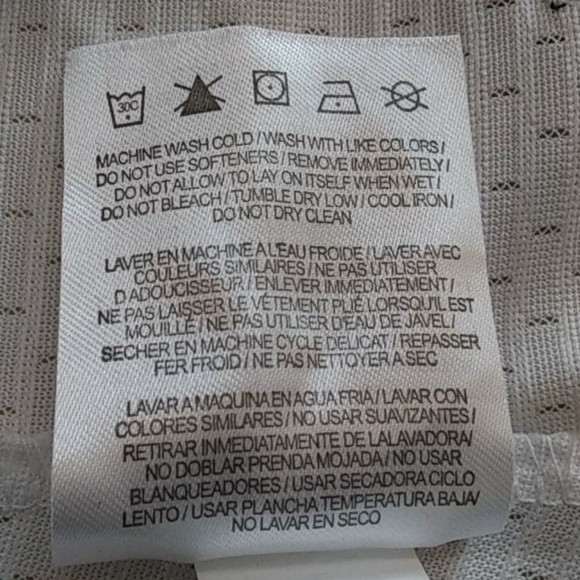 30C
MACHINE WASH COLD / WASH WITH LIKE COLORS /
DO NOT USE SOFTENERS / REMOVE IMMEDIATELY /
DO NOT ALLOW TO LAY ON ITSELF WHEN WET /
DO NOT BLEACH / TUMBLE DRY LOW / COOL IRON /
DO NOT DRY CLEAN
LAVER EN MACHINE A L'EAU FROIDE / LAVER AVEC
COULEURS SIMILAIRES / NE PAS UTILISER
D ADOUCISSEUR / ENLEVER IMMEDIATEMENT /
NE PAS LAISSER LE VÉTEMENT PLIÉ LORSQU'IL EST
MOUILLÉ / NE PAS UTILISER D'EAU DE JAVEL /
SECHER EN MACHINE CYCLE DELICAT / REPASSER
FER FROID / NE PAS NETTOYER A SEC
LAVAR A MAQUINA EN AGUA FRIA / LAVAR CON
COLORES SIMILARES / NO USAR SUAVIZANTES /
RETIRAR INMEDIATAMENTE DE LALAVADORA/
NO DOBLAR PRENDA MOJADA / NO USAR
BLANQUEADORES / USAR SECADORA CICLO
LENTO / USAR PLANCHA TEMPERATURA BAJA/
NO LAVAR EN SECO